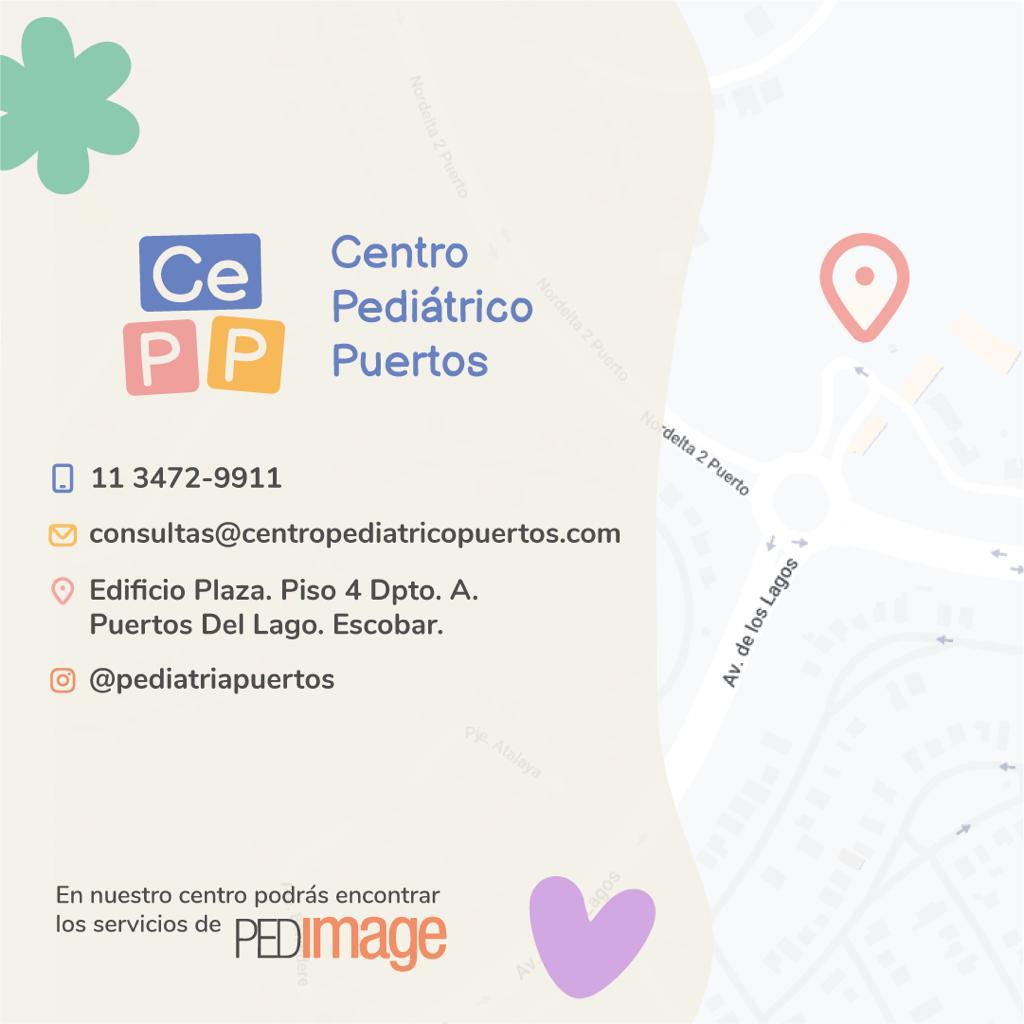 Nordelta 2 Puerto
Ce
P P
Centro
Pediátrico
Puertos
Nordelta 2 Puerto
Nordelta 2 Puerto
11 3472-9911
consultas@centropediatricopuertos.com
Edificio Plaza. Piso 4 Dpto. A.
Puertos Del Lago. Escobar.
@pediatriapuertos
Av. de los Lagos
Pje. Atalaya
En nuestro centro podrás encontrar
los servicios de PEDIMAGE
Av. Lagos